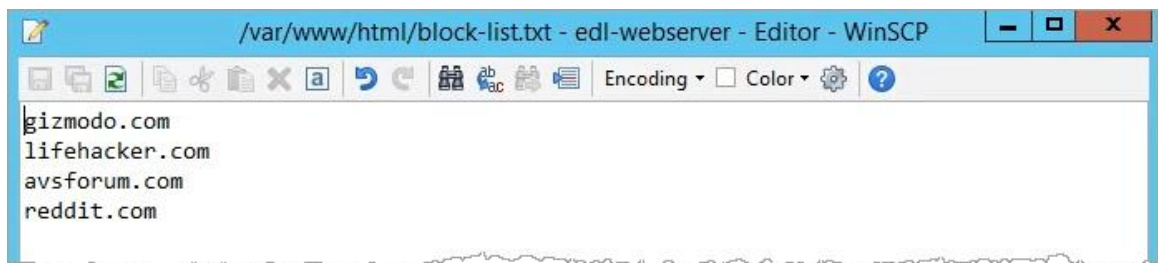 /var/www/html/block-list.txt - edl-webserver - Editor - WinSCP
Encoding Color
gizmodo.com
lifehacker.com
avsforum.com
reddit.com